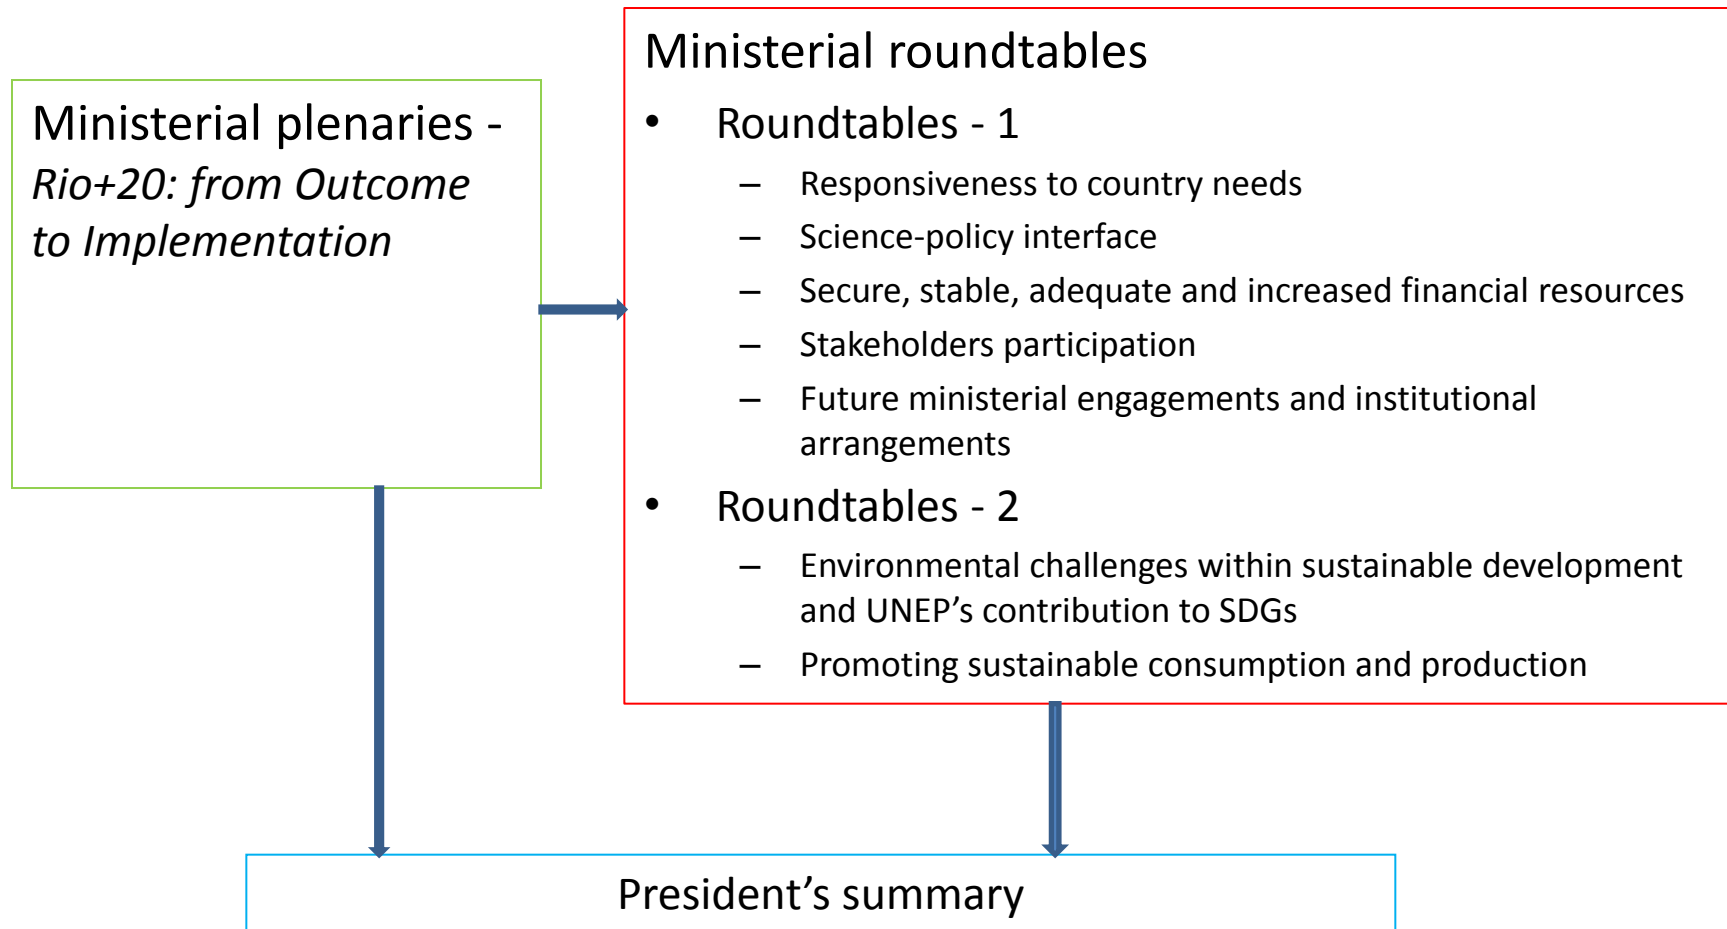 Ministerial plenaries -
Rio+20: from Outcome
to Implementation
Ministerial roundtables
• Roundtables - 1
– Responsiveness to country needs
– Science-policy interface
– Secure, stable, adequate and increased financial resources
– Stakeholders participation
– Future ministerial engagements and institutional
arrangements
• Roundtables - 2
– Environmental challenges within sustainable development
and UNEP’s contribution to SDGs
– Promoting sustainable consumption and production
President’s summary